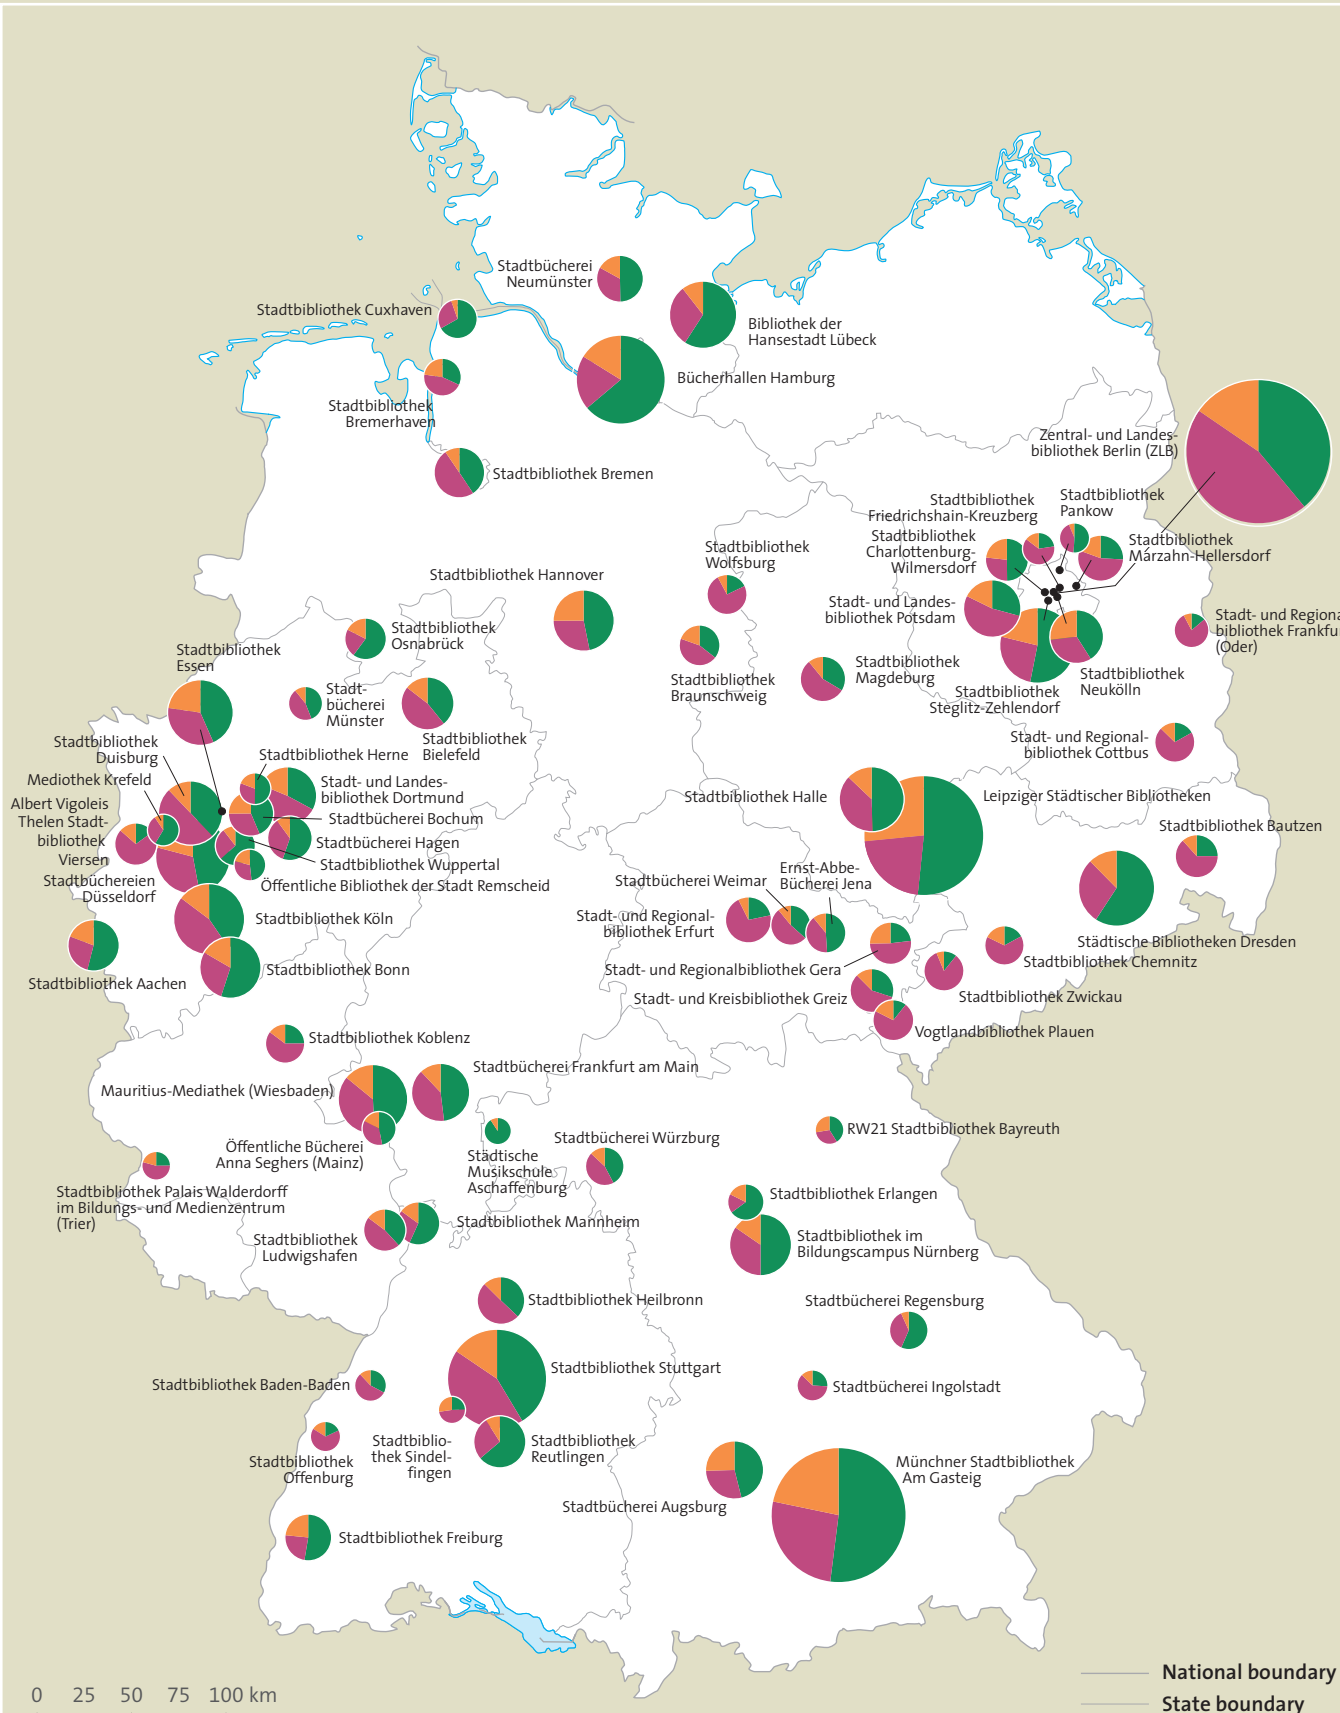 Stadtbücherei
Neumünster
Stadtbibliothek Cuxhaven
Bibliothek der
Hansestadt Lübeck
Bücherhallen Hamburg
Stadtbibliothek
Bremerhaven
Stadtbibliothek Bremen
Zentral- und Landes-
bibliothek Berlin (ZLB)
Stadtbibliothek
Friedrichshain-Kreuzberg
Stadtbibliothek
Pankow
Stadtbibliothek
Charlottenburg-
Wilmersdorf
Stadtbibliothek
Marzahn-Hellersdorf
Stadtbibliothek
Wolfsburg
Stadtbibliothek Hannover
Stadt- und Landes-
bibliothek Potsdam
Stadt- und Regiona
bibliothek Frankfu
(Oder)
Stadtbibliothek
Osnabrück
Stadtbibliothek
Essen
Stadtbibliothek
Braunschweig
Stadtbibliothek
Magdeburg
Stadtbibliothek
Neukölln
Stadtbibliothek
Steglitz-Zehlendorf
Stadt-
bücherei
Münster
Stadtbibliothek
Bielefeld
Stadt- und Regional-
bibliothek Cottbus
Stadtbibliothek
Duisburg
Stadtbibliothek Herne
Mediothek Krefeld
Stadt- und Landes-
bibliothek Dortmund
Stadtbibliothek Halle
Leipziger Städtischer Bibliotheken
Albert Vigoleis
Thelen Stadt-
bibliothek
Viersen
Stadtbücherei Bochum
Stadtbücherei Hagen
Stadtbibliothek Wuppertal
Öffentliche Bibliothek der Stadt Remscheid
Stadtbibliothek Bautzen
Stadtbüchereien
Düsseldorf
Ernst-Abbe-
Bücherei Jena
Stadtbücherei Weimar
Stadt- und Regional-
bibliothek Erfurt
Stadtbibliothek Köln
Städtische Bibliotheken Dresden
Stadtbibliothek Chemnitz
Stadtbibliothek Bonn
Stadt- und Regionalbibliothek Gera
Stadtbibliothek Aachen
Stadtbibliothek Zwickau
Stadt- und Kreisbibliothek Greiz
Vogtlandbibliothek Plauen
Stadtbibliothek Koblenz
Stadtbücherei Frankfurt am Main
Mauritius-Mediathek (Wiesbaden)
RW21 Stadtbibliothek Bayreuth
Stadtbücherei Würzburg
Öffentliche Bücherei
Anna Seghers (Mainz)
Städtische
Musikschule
Aschaffenburg
Stadtbibliothek Palais Walderdorff
im Bildungs- und Medienzentrum
(Trier)
Stadtbibliothek Erlangen
Stadtbibliothek Mannheim
Stadtbibliothek
Ludwigshafen
Stadtbibliothek im
Bildungscampus Nürnberg
Stadtbibliothek Heilbronn
Stadtbücherei Regensburg
Stadtbibliothek Stuttgart
Stadtbibliothek Baden-Baden
Stadtbücherei Ingolstadt
Stadtbiblio-
thek Sindel-
fingen
Stadtbibliothek
Reutlingen
Stadtbibliothek
Offenburg
Münchner Stadtbibliothek
Am Gasteig
Stadtbücherei Augsburg
Stadtbibliothek Freiburg
0 25 50 75 100 km
National boundary
State boundary